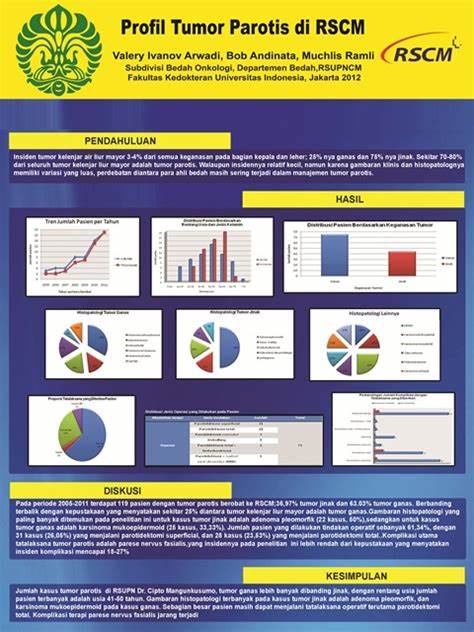 Profil Tumor Parotis di RSCM
Valery Ivanov Arwadi, Bob Andinata, Muchlis Ramli
Subdivisi Bedah Onkologi, Departemen Bedah,RSUPNCM
Fakultas Kedokteran Universitas Indonesia, Jakarta 2012
RSCM
PENDAHULUAN
Insiden tumor kelenjar air liur mayor 3-4% dari semua keganasan pada bagian kepala dan leher; 25% nya ganas dan 75% nya jinak. Sekitar 70-80%
dari seluruh tumor kelenjar liur mayor adalah tumor parotis. Walaupun insidennya relatif kecil, namun karena gambaran klinis dan histopatolognya
memiliki variasi yang luas, perdebatan diantara para ahli bedah masih sering terjadi dalam manajemen tumor parotis.
HASIL
Tren Jumlah Pasien per Tahun
Distribusi Pasien Berdasarkan
Rentang Usia dan Jenis Kelamin
Distribusi Pasien Berdasarkan Keganasan Tumor
Histopatologi Tumor Ganas
Histopatologi Tumor Jinak
Histopatologi Lainnya
Proporsi Tatalaksana yang Diberikan Pasien
Distribusi Jenis Operasi yang Dilakukan pada Pasien
DISKUSI
Pada periode 2005-2011 terdapat 119 pasien dengan tumor parotis berobat ke RSCM;36,97% tumor jinak dan 63.03% tumor ganas. Berbanding
terbalik dengan kepustakaan yang menyatakan sekitar 25% diantara tumor kelenjar liur mayor adalah tumor ganas.Gambaran histopatologi yang
paling banyak ditemukan pada penelitian ini untuk kasus tumor jinak adalah adenoma pleomorfik (22 kasus, 50%),sedangkan untuk kasus
tumor ganas adalah karsinoma mukoepidermoid (25 kasus, 33,33%). Jumlah pasien yang dilakukan tindakan operatif sebanyak 61,34%, dengan
31 kasus (26,05%) yang menjalani parotidektomi superficial, dan 28 kasus (23,53%) yang menjalani parotidektomi total..Komplikasi utama
tatalaksana tumor parotis adalah parese nervus fasialis,yang insidennya pada penelitian ini lebih rendah dari kepustakaan yang menyatakan
insiden komplikasi mencapai 18-27%
KESIMPULAN
Jumlah kasus tumor parotis di RSUPN Dr. Cipto Mangunkusumo, tumor ganas lebih banyak dibanding jinak, dengan rentang usia jumlah
pasien terbanyak adalah usia 41-60 tahun. Gambaran histopatologi terbanyak pada kasus tumor jinak adalah adenoma pleomorfik, dan
karsinoma mukoepidermoid pada kasus ganas. Sebagian besar pasien masih dapat menjalani tatalaksana operatif terutama parotidektomi
total. Komplikasi terapi parese nervus fasialis jarang terjadi